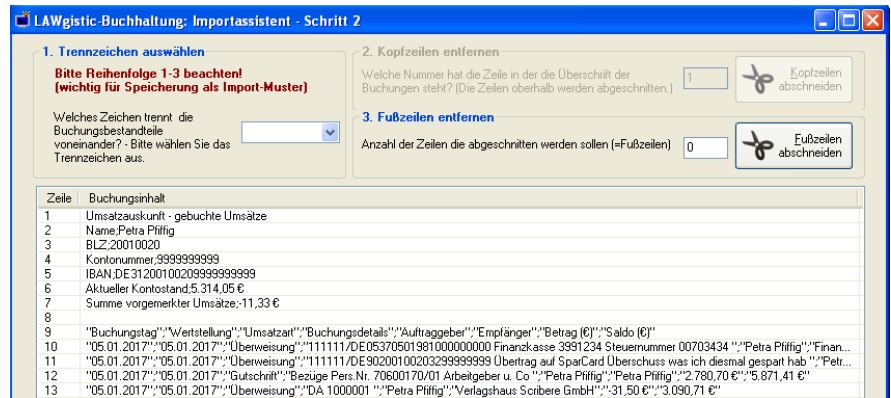 LAWgistic-Buchhaltung: Importassistent - Schritt 2
1. Trennzeichen auswählen
Bitte Reihenfolge 1-3 beachten!
(wichtig für Speicherung als Import-Muster)
Welches Zeichen trennt die
Buchungsbestandteile
voneinander? - Bitte wählen Sie das
Trennzeichen aus.
2. Kopfzeilen entfernen
Welche Nummer hat die Zeile in der die Überschrift der
Buchungen steht? (Die Zeilen oberhalb werden abgeschnitten.)
1
Kopfzeilen
abschneiden
3. Fußzeilen entfernen
Anzahl der Zeilen die abgeschnitten werden sollen (=Fußzeilen)
0
Fußzeilen
abschneiden
Zeile Buchungsinhalt
1 Umsatzauskunft - gebuchte Umsätze
2 Name;Petra Pfiffig
3 BLZ;20010020
4 Kontonummer;9999999999
5 IBAN;DE31200100209999999999
6 Aktueller Kontostand;5.314,05 €
7 Summe vorgemerkter Umsätze;-11,33 €
8
9 "Buchungstag";"Wertstellung";"Umsatzart";"Buchungsdetails";"Auftraggeber";"Empfänger";"Betrag (€)";"Saldo (€)"
10 "05.01.2017";"05.01.2017";"Überweisung";"111111/DE05370501981000000000 Finanzkasse 3991234 Steuernummer 00703434 ";"Petra Pfiffig";"Finan...
11 "05.01.2017";"05.01.2017";"Überweisung";"111111/DE90200100203299999999 Übertrag auf SparCard Überschuss was ich diesmal gespart hab ";"Petr...
12 "05.01.2017";"05.01.2017";"Gutschrift";"Bezüge Pers.Nr. 70600170/01 Arbeitgeber u. Co ";"Petra Pfiffig";"Petra Pfiffig";"2.780,70 €";"5.871,41 €"
13 "05.01.2017";"05.01.2017";"Überweisung";"DA 1000001 ";"Petra Pfiffig";"Verlagshaus Scribere GmbH";"-31,50 €";"3.090,71 €"